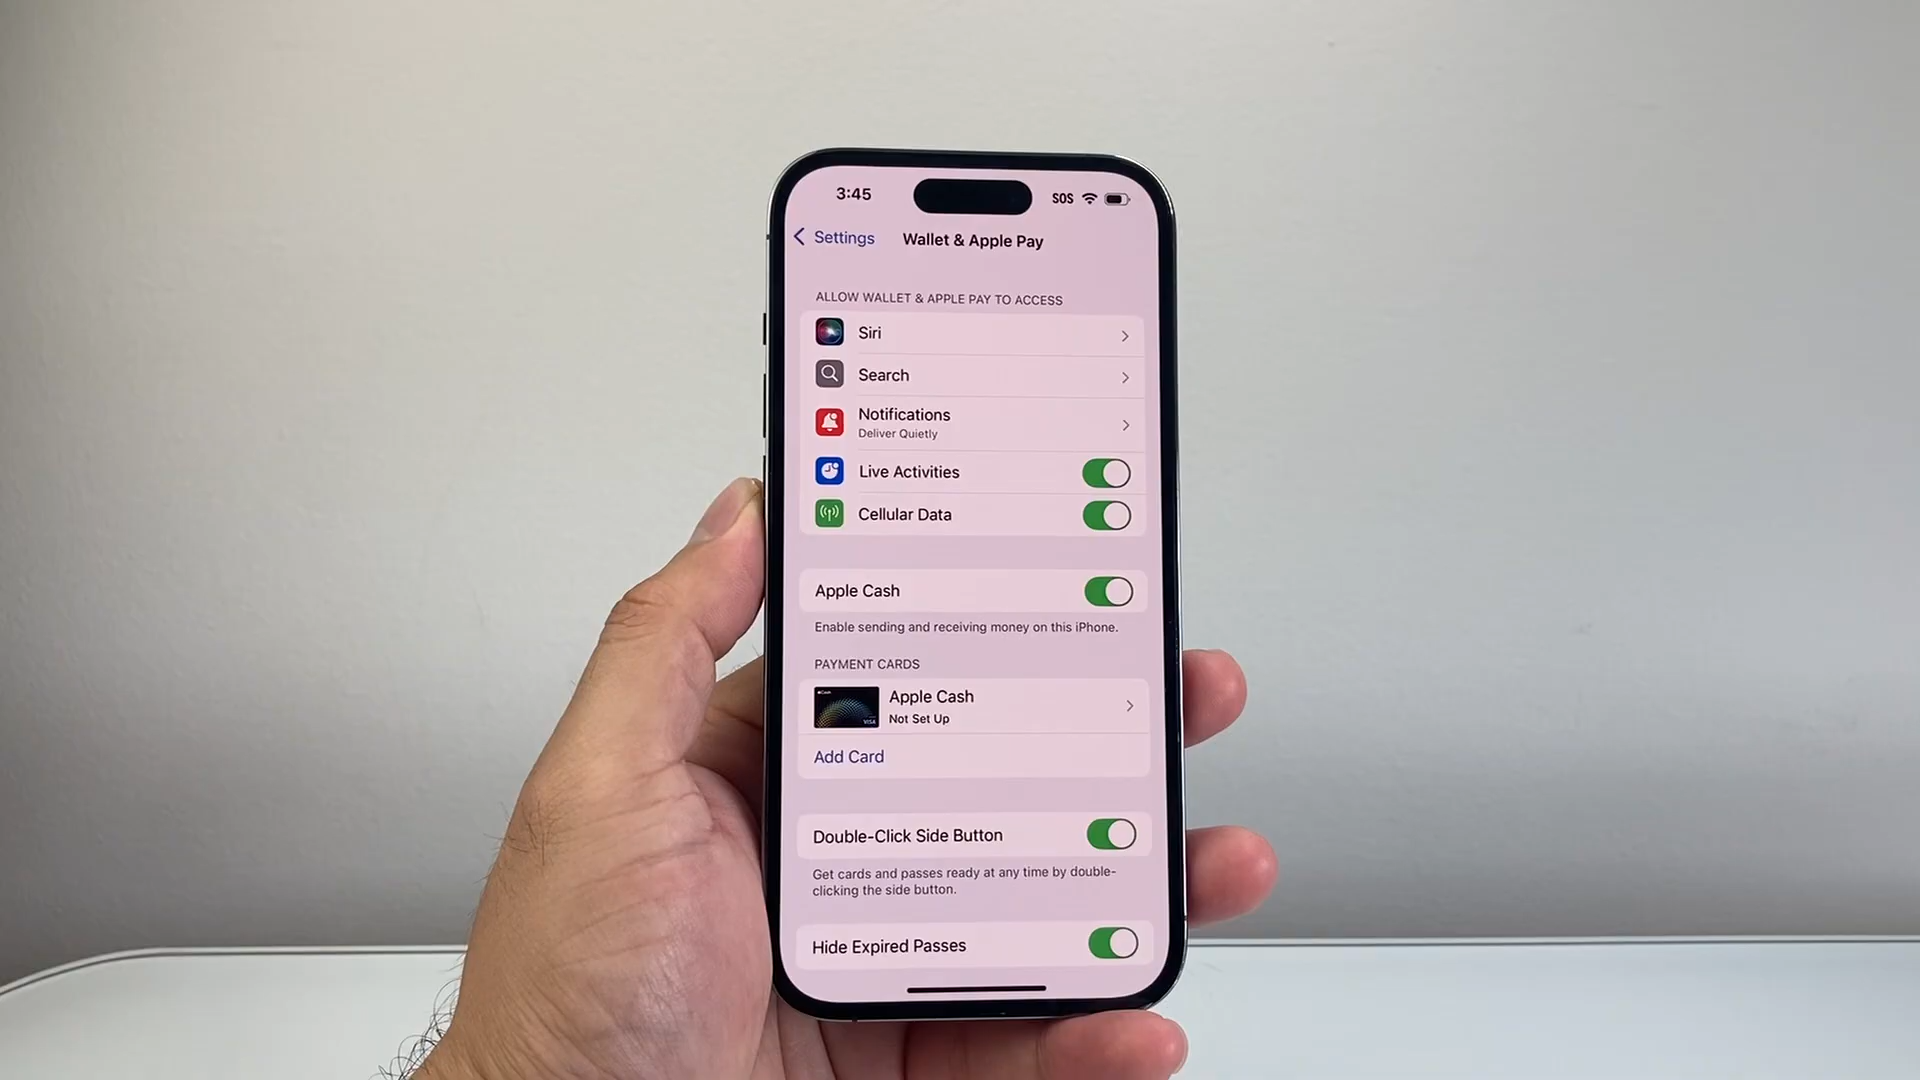 3:45
SOS
Settings
Wallet & Apple Pay
ALLOW WALLET & APPLE PAY TO ACCESS
Siri
Search
Notifications
Deliver Quietly
Live Activities
Cellular Data
Apple Cash
Enable sending and receiving money on this iPhone.
PAYMENT CARDS
Cash
VISA
Apple Cash
Not Set Up
Add Card
Double-Click Side Button
Get cards and passes ready at any time by double-
clicking the side button.
Hide Expired Passes